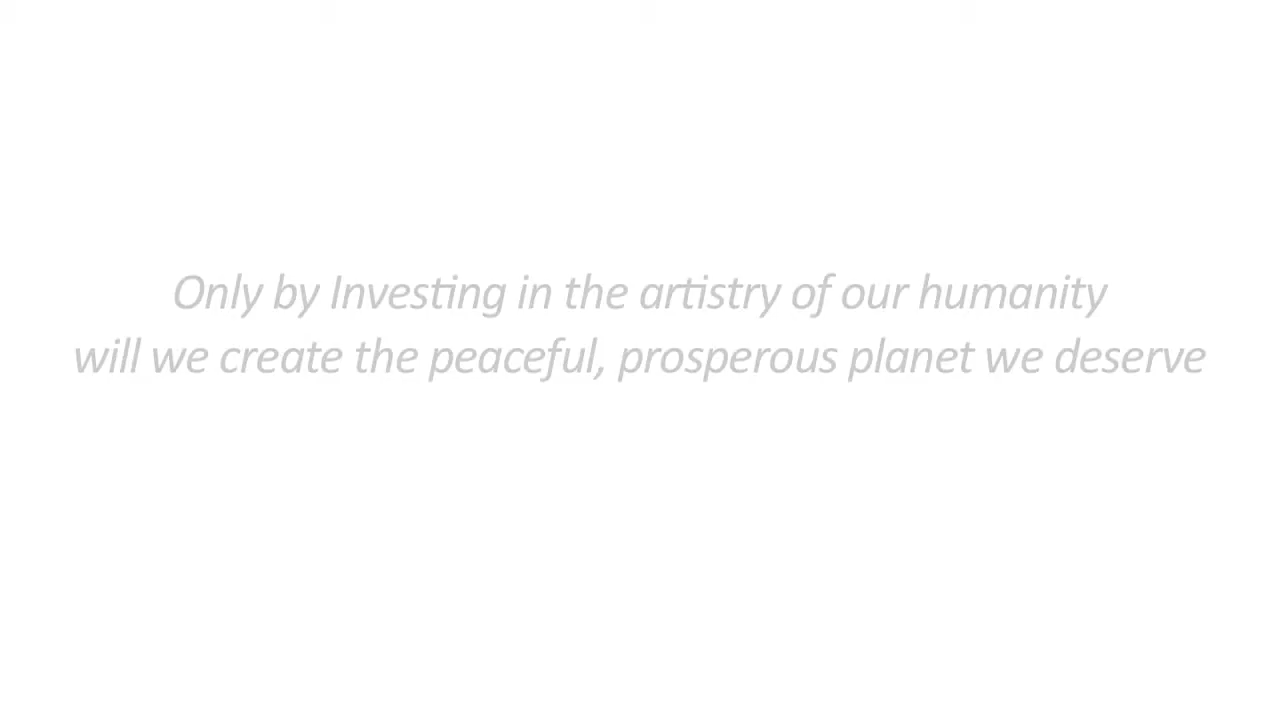 Only by Investing in the artistry of our humanity
will we create the peaceful, prosperous planet we deserve